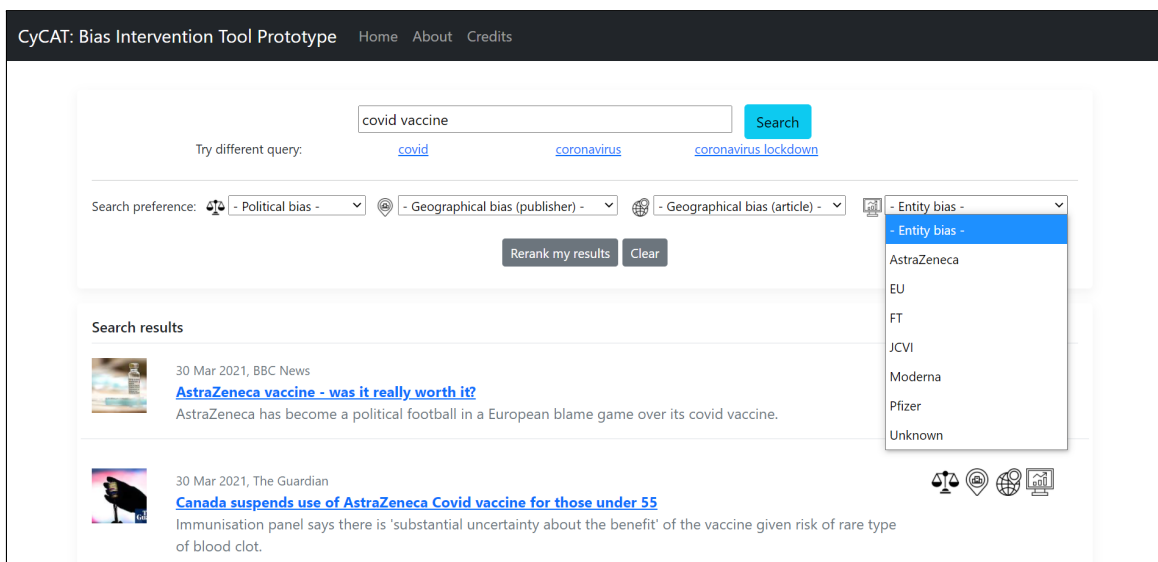 CyCAT: Bias Intervention Tool Prototype Home About Credits
covid vaccine Search
Try different query: covid coronavirus coronavirus lockdown
Search preference: - Political bias - - Geographical bias (publisher) - - Geographical bias (article) - - Entity bias -
- Entity bias -
AstraZeneca
EU
FT
JCVI
Moderna
Pfizer
Unknown
Rerank my results Clear
Search results
30 Mar 2021, BBC News
AstraZeneca vaccine - was it really worth it?
AstraZeneca has become a political football in a European blame game over its covid vaccine.
30 Mar 2021, The Guardian
Canada suspends use of AstraZeneca Covid vaccine for those under 55
Immunisation panel says there is 'substantial uncertainty about the benefit' of the vaccine given risk of rare type
of blood clot.